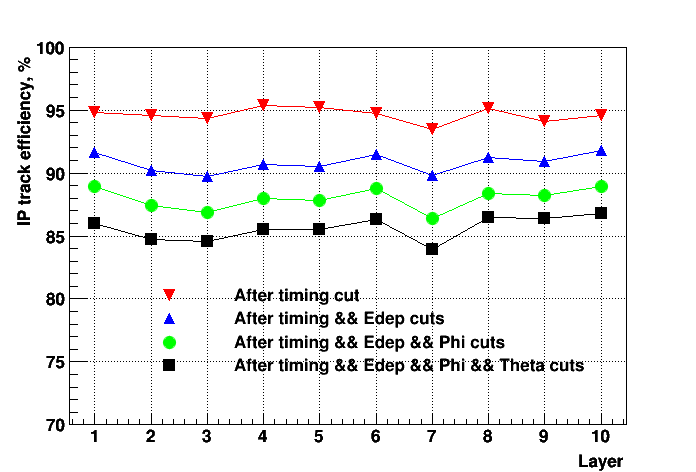 IP track efficiency, %
100
95
90
85
80
75
70
After timing cut
After timing && Edep cuts
After timing && Edep && Phi cuts
After timing && Edep && Phi && Theta cuts
1 2 3 4 5 6 7 8 9 10
Layer